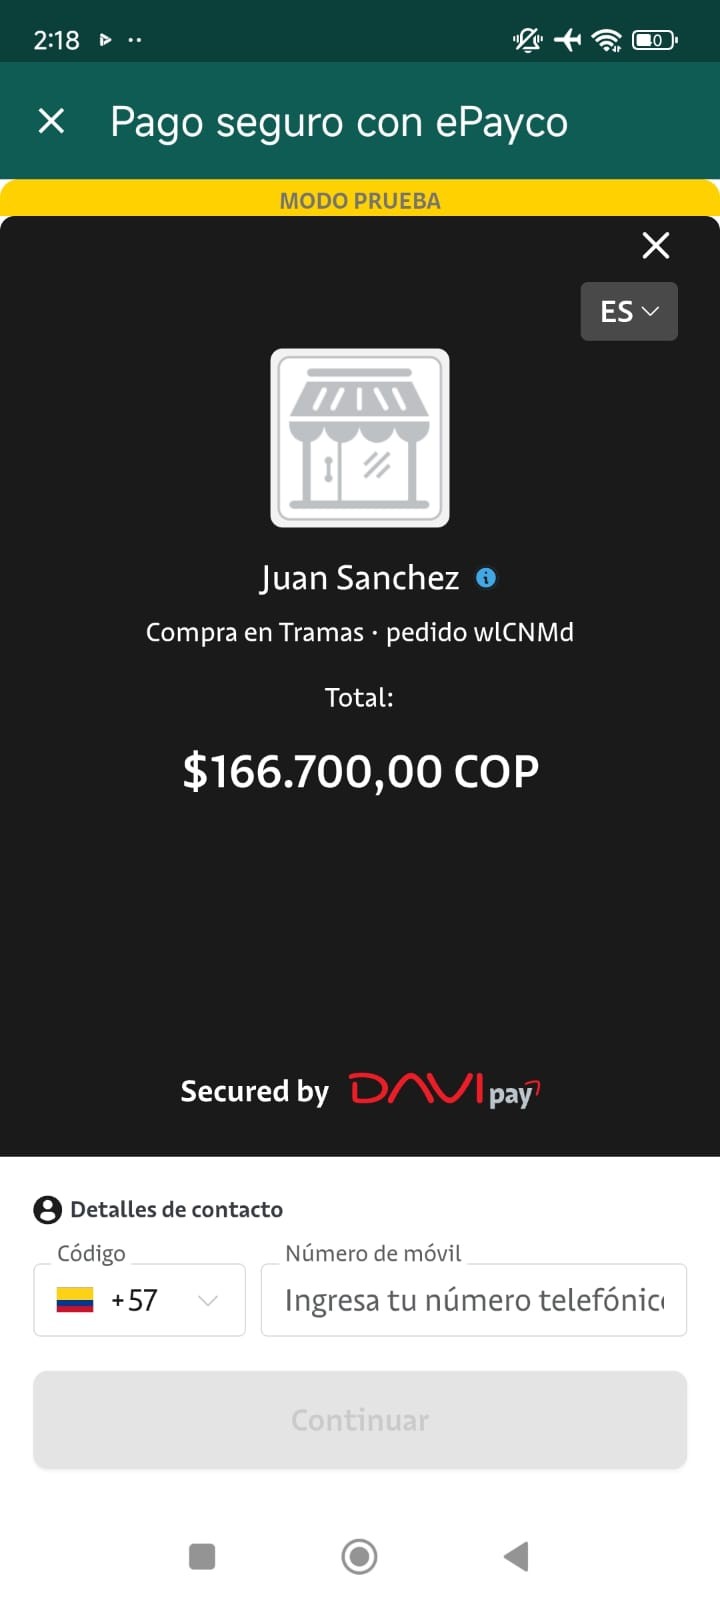 2:18
40
Pago seguro con ePayco
MODO PRUEBA
ES
Juan Sanchez
Compra en Tramas · pedido wlCNMd
Total:
$166.700,00 COP
Secured by DAVIpay
Detalles de contacto
Código
Número de móvil
+57
Ingresa tu número telefónic
Continuar